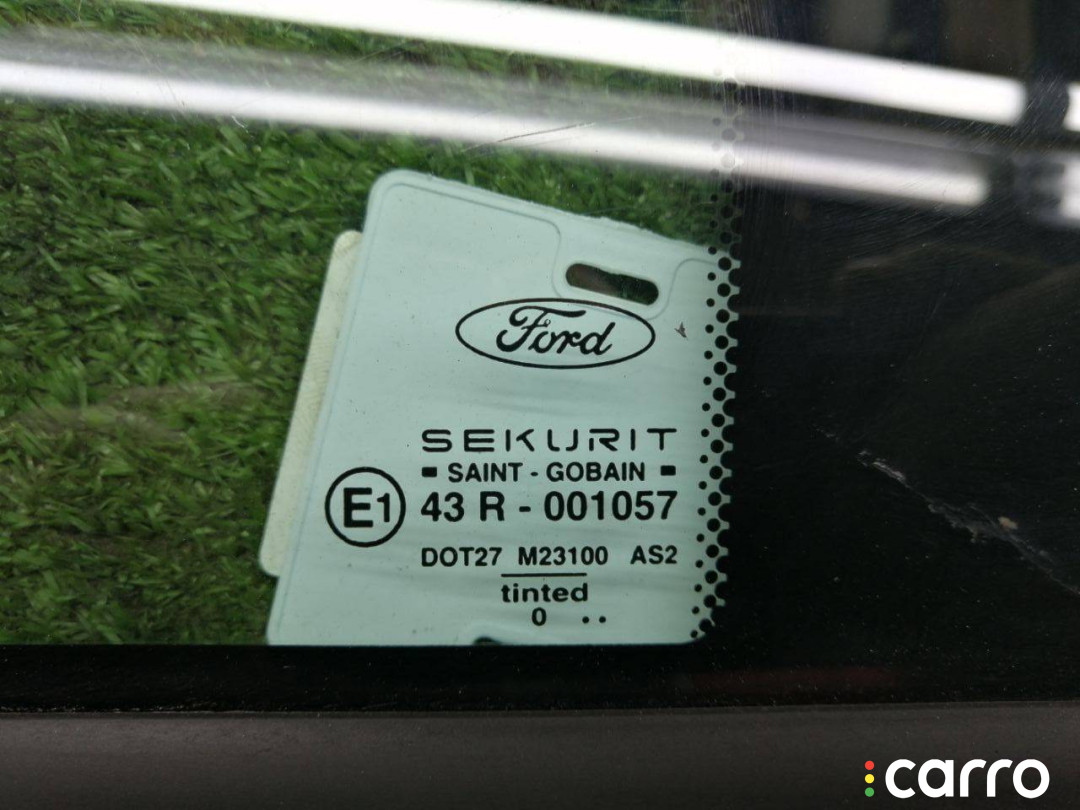 Ford
SEKURIT
SAINT - GOBAIN
E1 43 R - 001057
DOT27 M23100 AS2
tinted
0 ..
carro